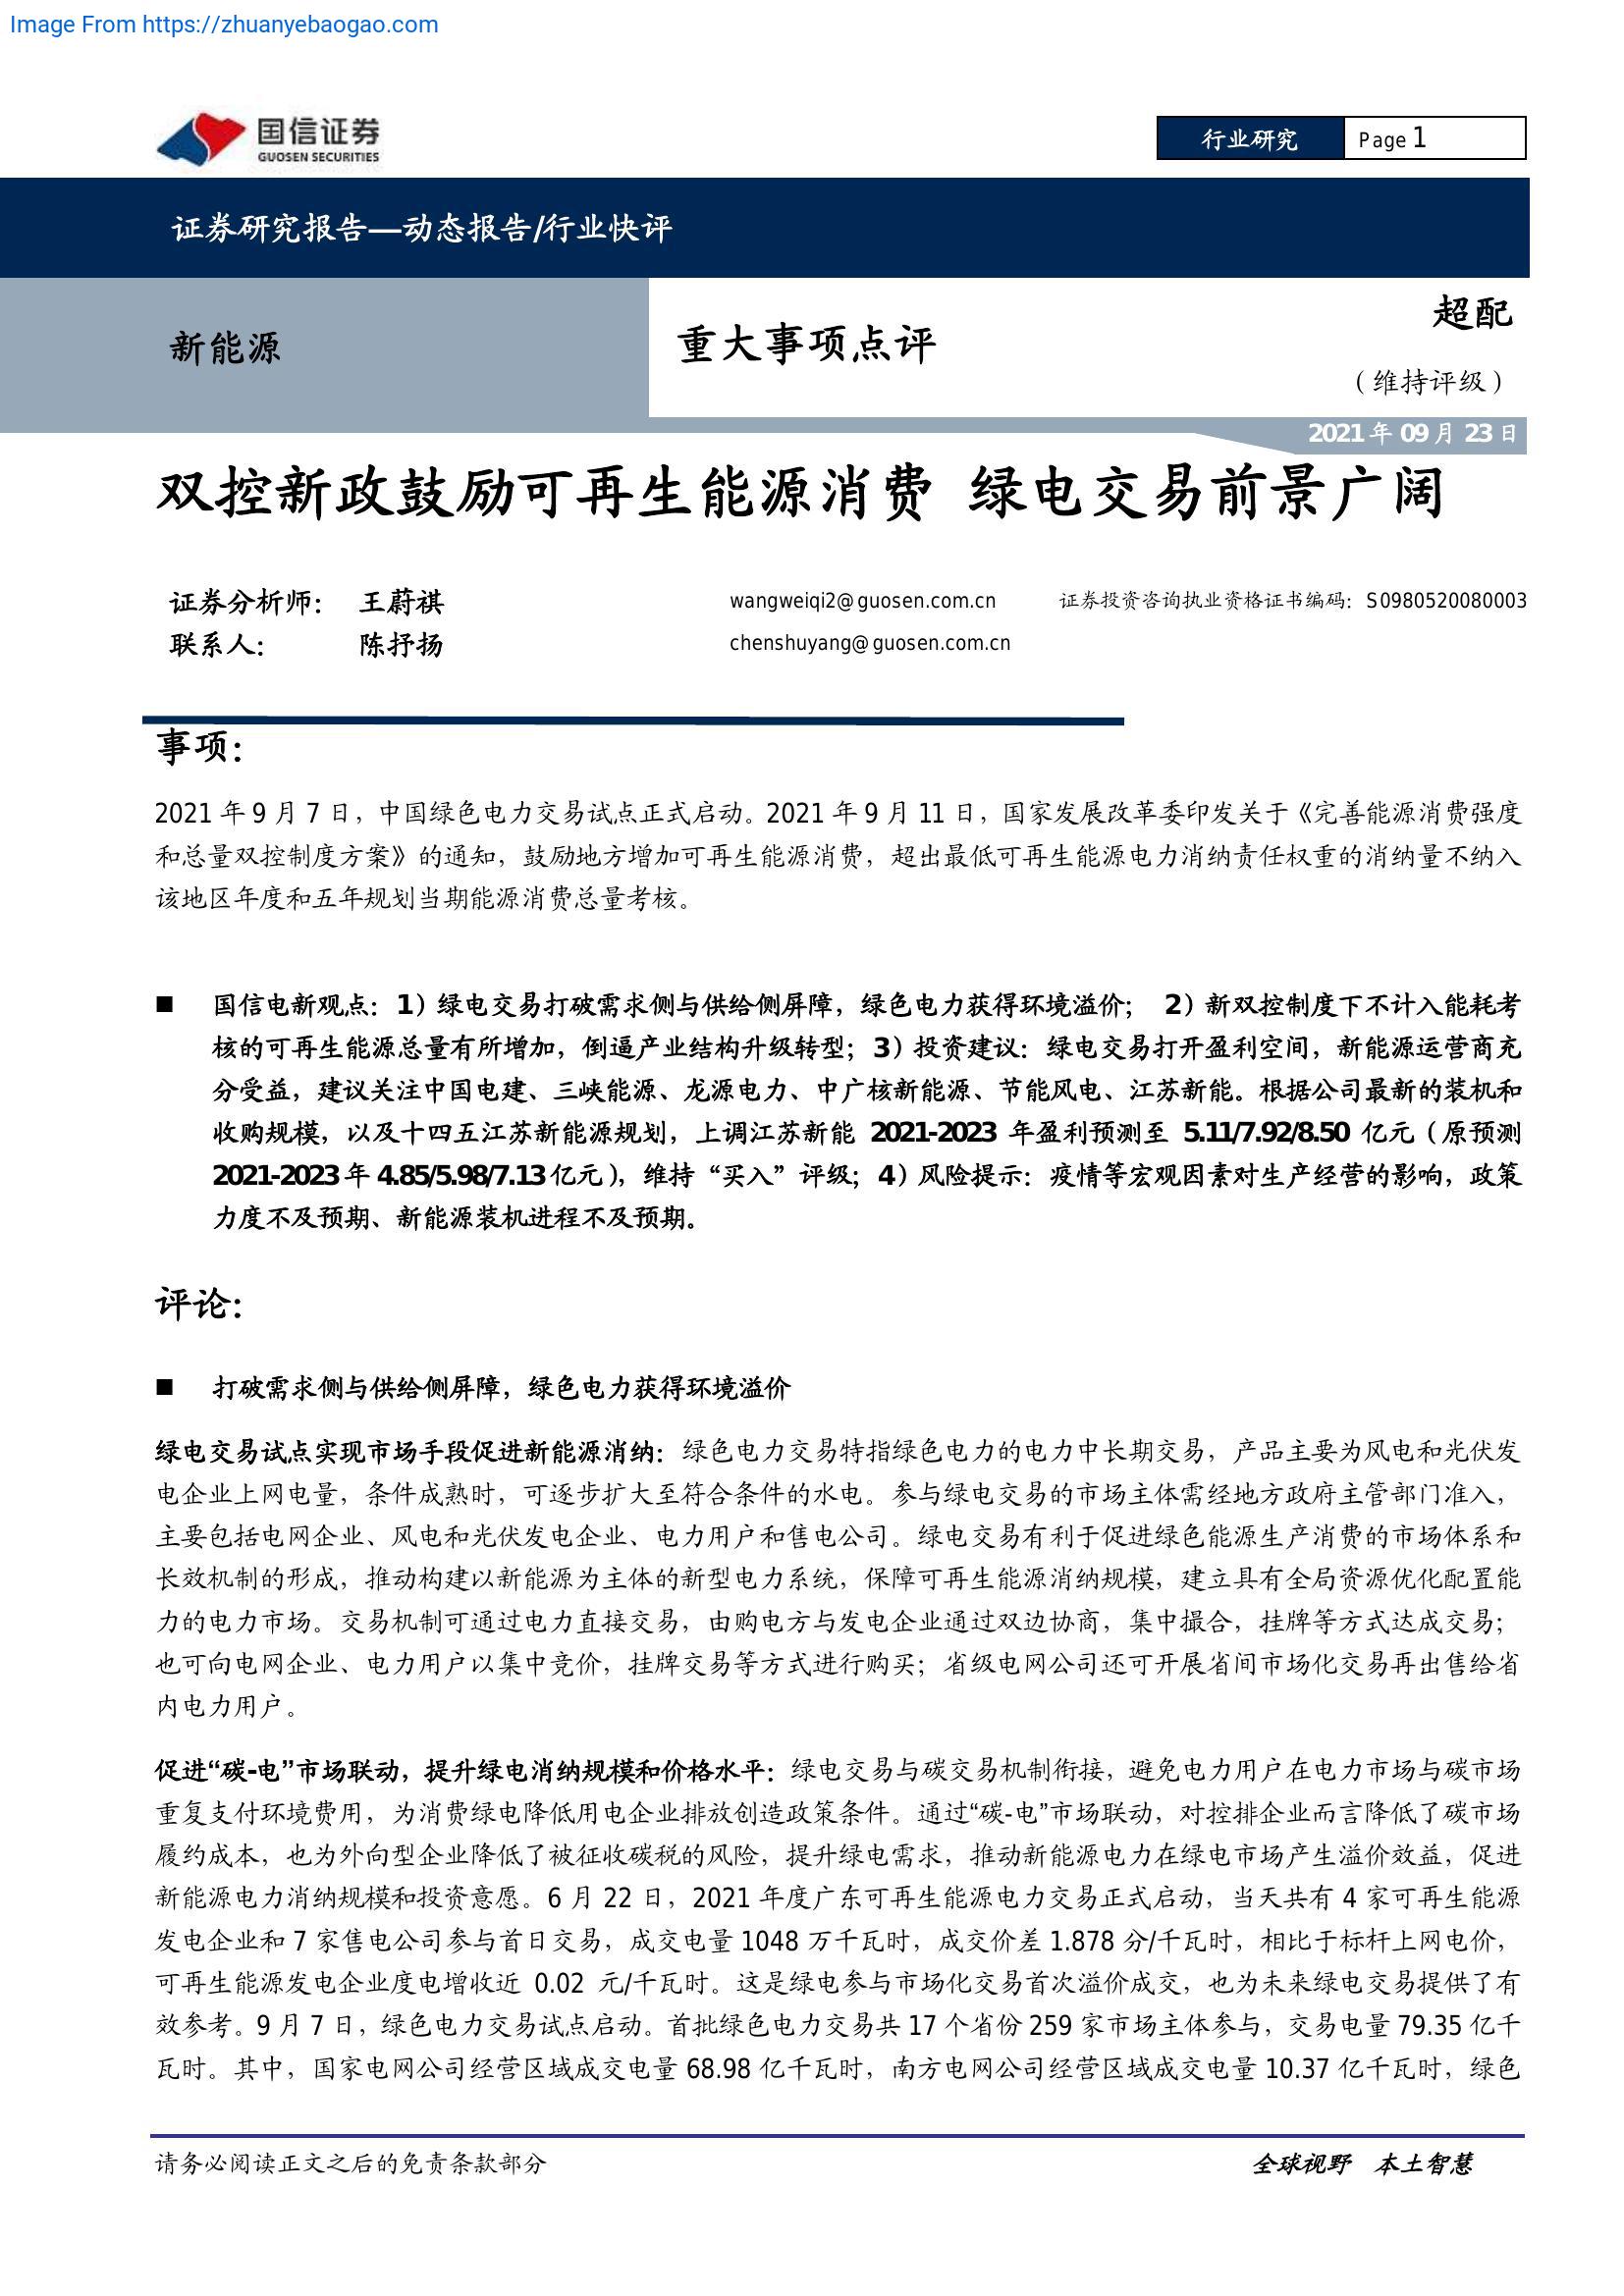 Image From https://zhuanyebaogao.com
国信证券
GUOSEN SECURITIES
行业研究
Page 1
证券研究报告—动态报告/行业快评
新能源
重大事项点评
超配
（维持评级）
2021 年 09 月 23 日
双控新政鼓励可再生能源消费 绿电交易前景广阔
证券分析师： 王蔚祺 wangweiqi2@guosen.com.cn 证券投资咨询执业资格证书编码：S0980520080003
联系人： 陈抒扬 chenshuyang@guosen.com.cn
事项：
2021 年 9 月 7 日，中国绿色电力交易试点正式启动。2021 年 9 月 11 日，国家发展改革委印发关于《完善能源消费强度
和总量双控制度方案》的通知，鼓励地方增加可再生能源消费，超出最低可再生能源电力消纳责任权重的消纳量不纳入
该地区年度和五年规划当期能源消费总量考核。
■ 国信电新观点：1）绿电交易打破需求侧与供给侧屏障，绿色电力获得环境溢价； 2）新双控制度下不计入能耗考
核的可再生能源总量有所增加，倒逼产业结构升级转型；3）投资建议：绿电交易打开盈利空间，新能源运营商充
分受益，建议关注中国电建、三峡能源、龙源电力、中广核新能源、节能风电、江苏新能。根据公司最新的装机和
收购规模，以及十四五江苏新能源规划，上调江苏新能 2021-2023 年盈利预测至 5.11/7.92/8.50 亿元（原预测
2021-2023 年 4.85/5.98/7.13 亿元），维持“买入”评级；4）风险提示：疫情等宏观因素对生产经营的影响，政策
力度不及预期、新能源装机进程不及预期。
评论：
■ 打破需求侧与供给侧屏障，绿色电力获得环境溢价
绿电交易试点实现市场手段促进新能源消纳：绿色电力交易特指绿色电力的电力中长期交易，产品主要为风电和光伏发
电企业上网电量，条件成熟时，可逐步扩大至符合条件的水电。参与绿电交易的市场主体需经地方政府主管部门准入，
主要包括电网企业、风电和光伏发电企业、电力用户和售电公司。绿电交易有利于促进绿色能源生产消费的市场体系和
长效机制的形成，推动构建以新能源为主体的新型电力系统，保障可再生能源消纳规模，建立具有全局资源优化配置能
力的电力市场。交易机制可通过电力直接交易，由购电方与发电企业通过双边协商，集中撮合，挂牌等方式达成交易；
也可向电网企业、电力用户以集中竞价，挂牌交易等方式进行购买；省级电网公司还可开展省间市场化交易再出售给省
内电力用户。
促进“碳-电”市场联动，提升绿电消纳规模和价格水平：绿电交易与碳交易机制衔接，避免电力用户在电力市场与碳市场
重复支付环境费用，为消费绿电降低用电企业排放创造政策条件。通过“碳-电”市场联动，对控排企业而言降低了碳市场
履约成本，也为外向型企业降低了被征收碳税的风险，提升绿电需求，推动新能源电力在绿电市场产生溢价效益，促进
新能源电力消纳规模和投资意愿。6 月 22 日，2021 年度广东可再生能源电力交易正式启动，当天共有 4 家可再生能源
发电企业和 7 家售电公司参与首日交易，成交电量 1048 万千瓦时，成交价差 1.878 分/千瓦时，相比于标杆上网电价，
可再生能源发电企业度电增收近 0.02 元/千瓦时。这是绿电参与市场化交易首次溢价成交，也为未来绿电交易提供了有
效参考。9 月 7 日，绿色电力交易试点启动。首批绿色电力交易共 17 个省份 259 家市场主体参与，交易电量 79.35 亿千
瓦时。其中，国家电网公司经营区域成交电量 68.98 亿千瓦时，南方电网公司经营区域成交电量 10.37 亿千瓦时，绿色
请务必阅读正文之后的免责条款部分
全球视野 本土智慧